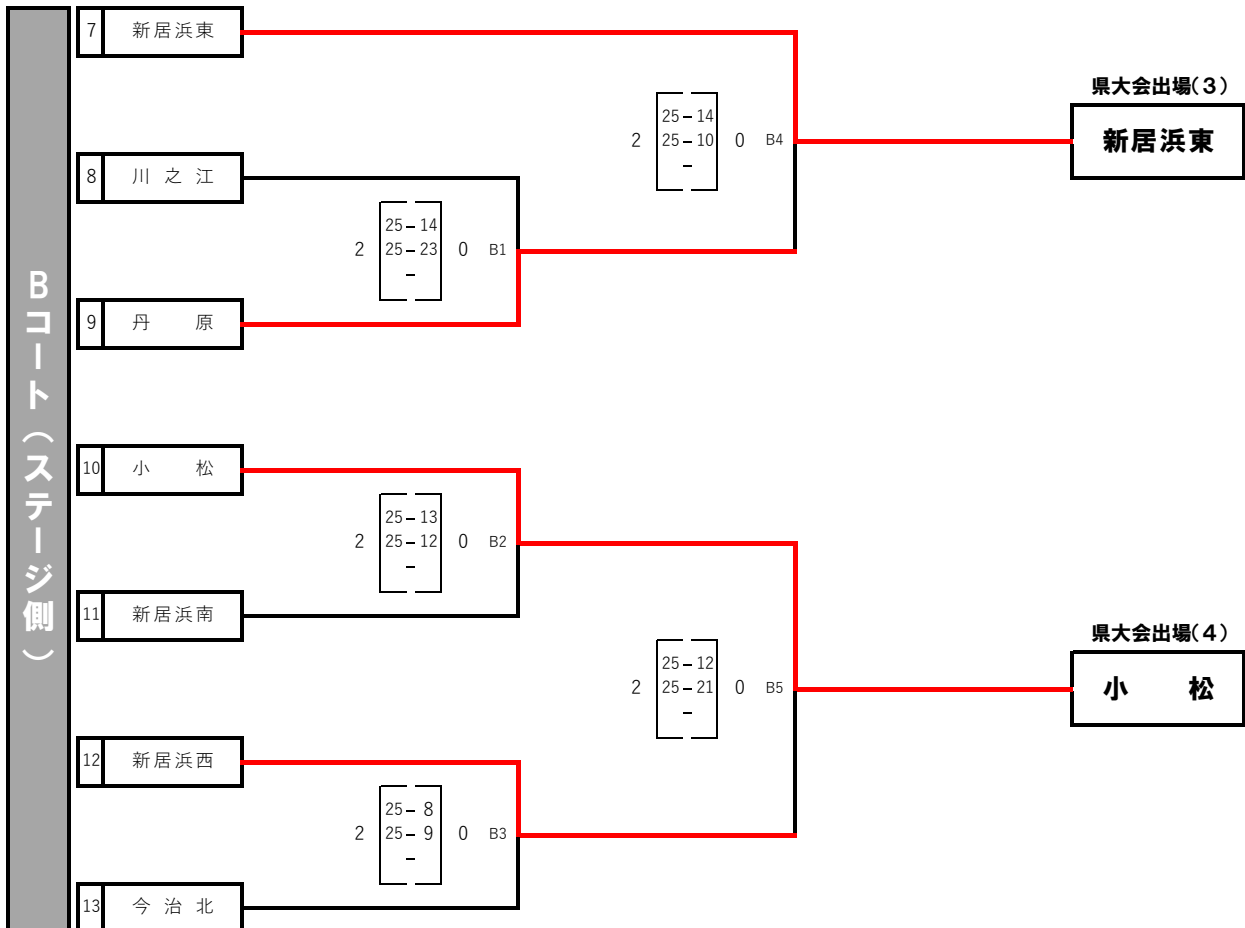 Bコート(ステージ側)
7 新居浜東
県大会出場(3)
25-14
2 25-10 0 B4
-
新居浜東
8 川之江
25-14
2 25-23 0 B1
-
9 丹 原
10 小 松
25-13
2 25-12 0 B2
-
11 新居浜南
県大会出場(4)
25-12
2 25-21 0 B5
-
小 松
12 新居浜西
25-8
2 25-9 0 B3
-
13 今治北